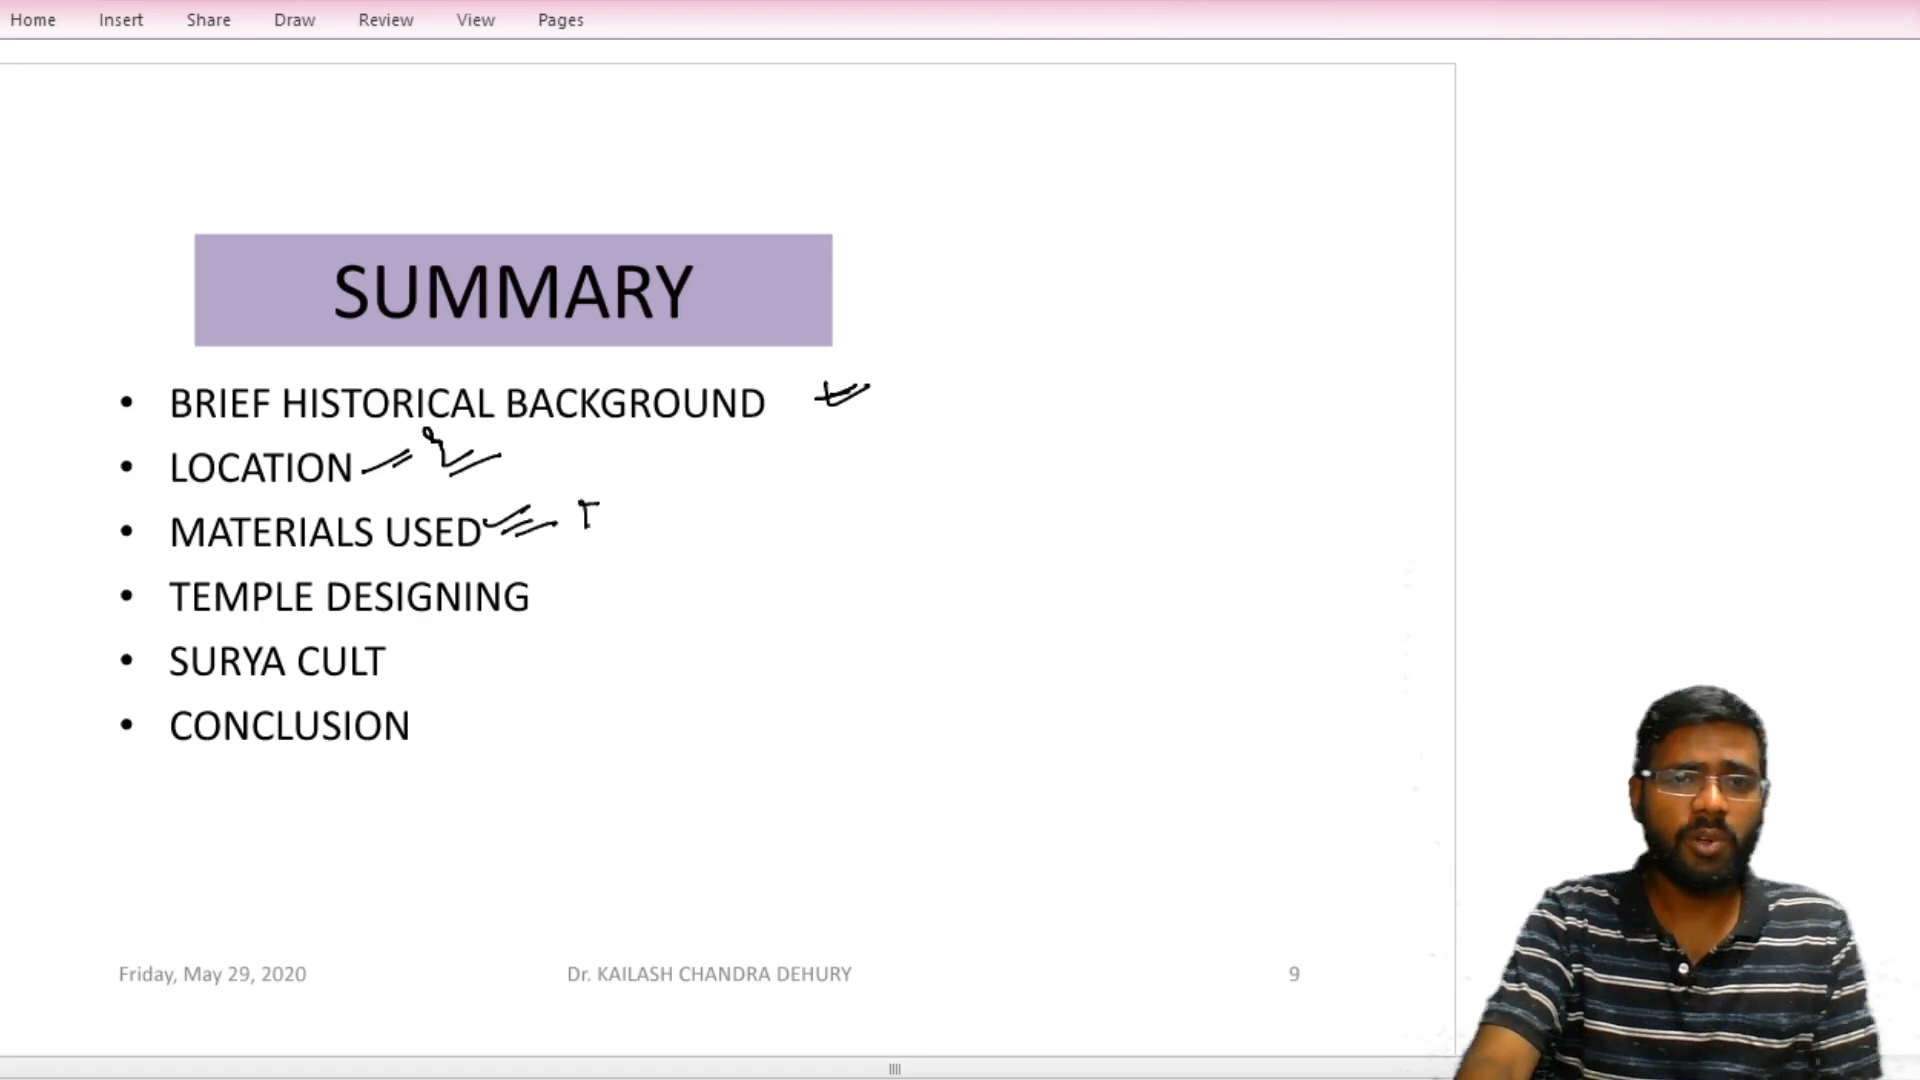 Home Insert Share Draw Review View Pages
SUMMARY
• BRIEF HISTORICAL BACKGROUND
• LOCATION
• MATERIALS USED
• TEMPLE DESIGNING
• SURYA CULT
• CONCLUSION
Friday, May 29, 2020 Dr. KAILASH CHANDRA DEHURY 9